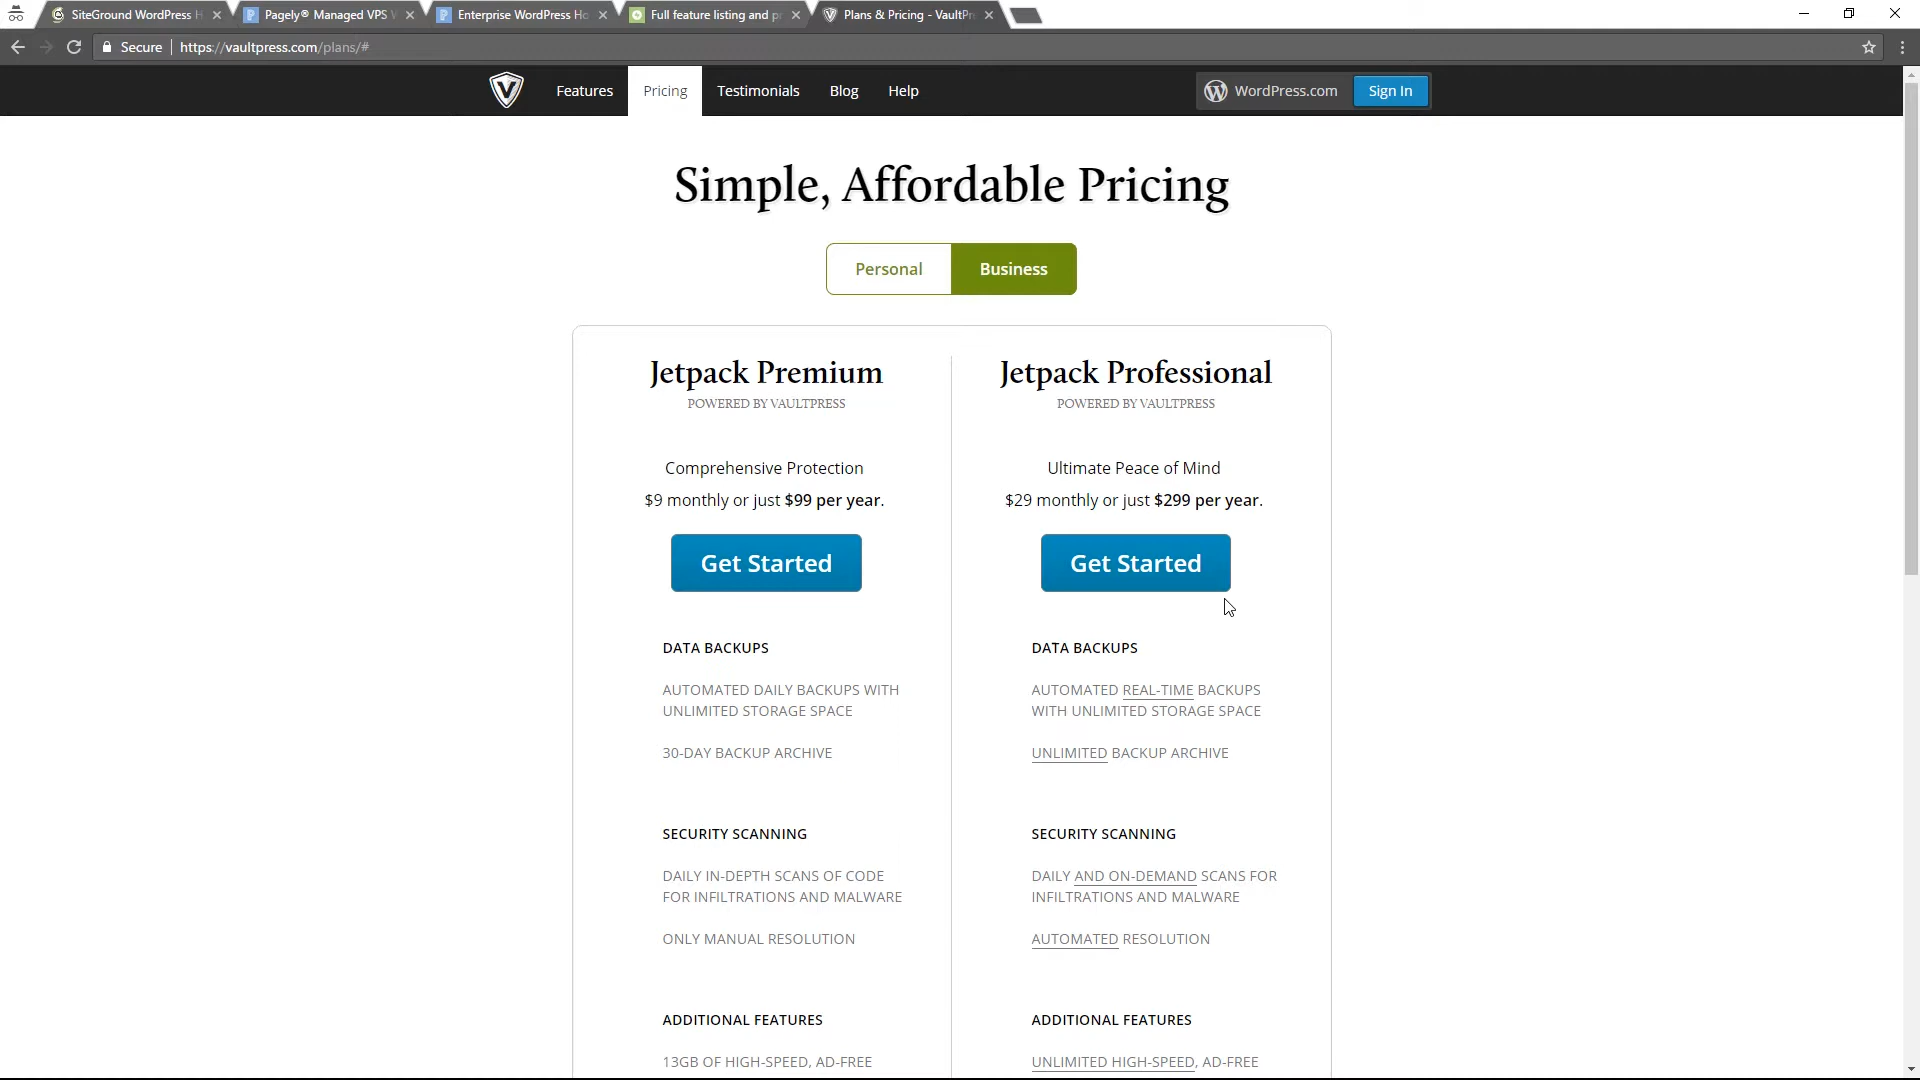 SiteGround WordPress H
Pagely® Managed VPS V
Enterprise WordPress Ho
Full feature listing and p
Plans & Pricing - VaultPr
Secure
https://vaultpress.com/plans/#
V
Features
Pricing
Testimonials
Blog
Help
WordPress.com
Sign In
Simple, Affordable Pricing
Personal
Business
Jetpack Premium
POWERED BY VAULTPRESS
Comprehensive Protection
$9 monthly or just $99 per year.
Get Started
DATA BACKUPS
AUTOMATED DAILY BACKUPS WITH
UNLIMITED STORAGE SPACE
30-DAY BACKUP ARCHIVE
SECURITY SCANNING
DAILY IN-DEPTH SCANS OF CODE
FOR INFILTRATIONS AND MALWARE
ONLY MANUAL RESOLUTION
ADDITIONAL FEATURES
13GB OF HIGH-SPEED, AD-FREE
Jetpack Professional
POWERED BY VAULTPRESS
Ultimate Peace of Mind
$29 monthly or just $299 per year.
Get Started
DATA BACKUPS
AUTOMATED REAL-TIME BACKUPS
WITH UNLIMITED STORAGE SPACE
UNLIMITED BACKUP ARCHIVE
SECURITY SCANNING
DAILY AND ON-DEMAND SCANS FOR
INFILTRATIONS AND MALWARE
AUTOMATED RESOLUTION
ADDITIONAL FEATURES
UNLIMITED HIGH-SPEED, AD-FREE